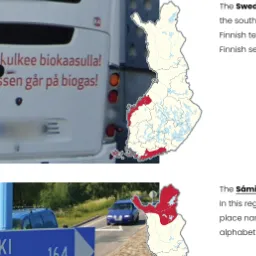 kulkee biokaasulla!
ssen går på biogas!
The Swed
the south
Finnish te
Finnish se
KI 164
The Sámi
In this reg
place nar
alphabet